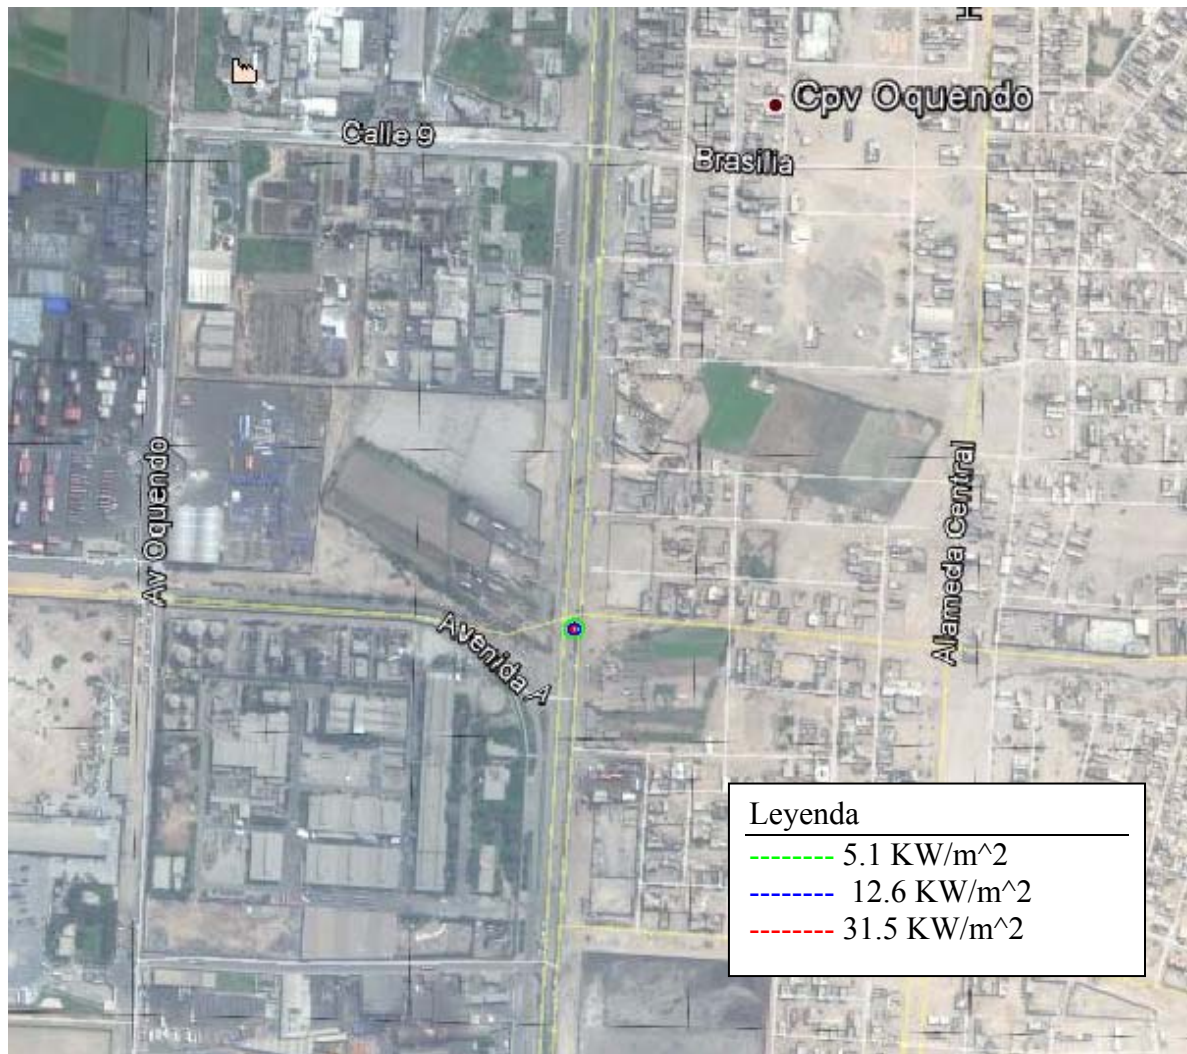 Cpv Oquendo
Calle 9
Brasilia
Av Oquendo
Alameda Central
Avenida A
Leyenda
-------- 5.1 KW/m^2
-------- 12.6 KW/m^2
-------- 31.5 KW/m^2